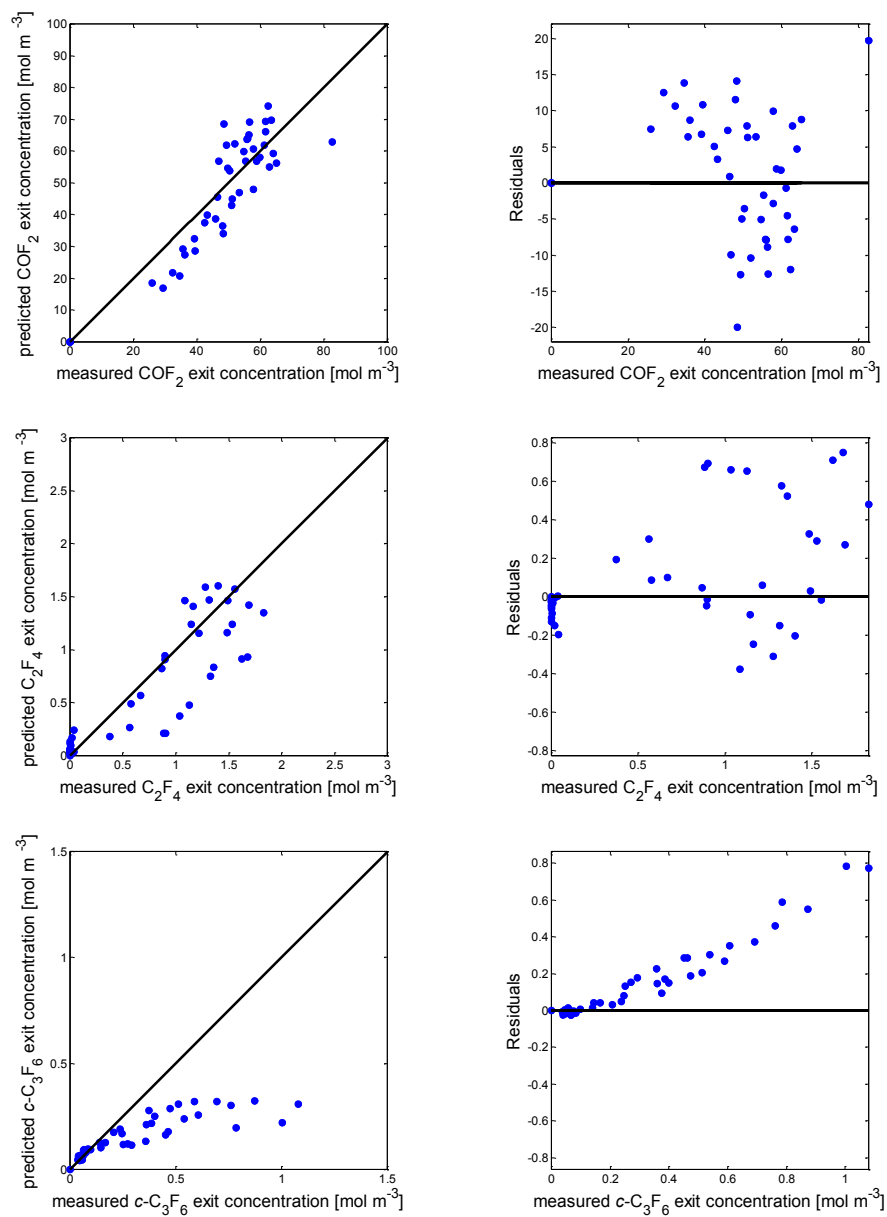 100
90
80
70
60
50
40
30
20
10
0
0 20 40 60 80 100
predicted COF2 exit concentration [mol m-3]
measured COF2 exit concentration [mol m-3]
20
15
10
5
0
-5
-10
-15
-20
0 20 40 60 80
Residuals
measured COF2 exit concentration [mol m-3]
3
2.5
2
1.5
1
0.5
0
0 0.5 1 1.5 2 2.5 3
predicted C2F4 exit concentration [mol m-3]
measured C2F4 exit concentration [mol m-3]
0.8
0.6
0.4
0.2
0
-0.2
-0.4
-0.6
-0.8
0 0.5 1 1.5
Residuals
measured C2F4 exit concentration [mol m-3]
1.5
1
0.5
0
0 0.5 1 1.5
predicted c-C3F6 exit concentration [mol m-3]
measured c-C3F6 exit concentration [mol m-3]
0.8
0.6
0.4
0.2
0
-0.2
-0.4
-0.6
-0.8
0 0.2 0.4 0.6 0.8 1
Residuals
measured c-C3F6 exit concentration [mol m-3]